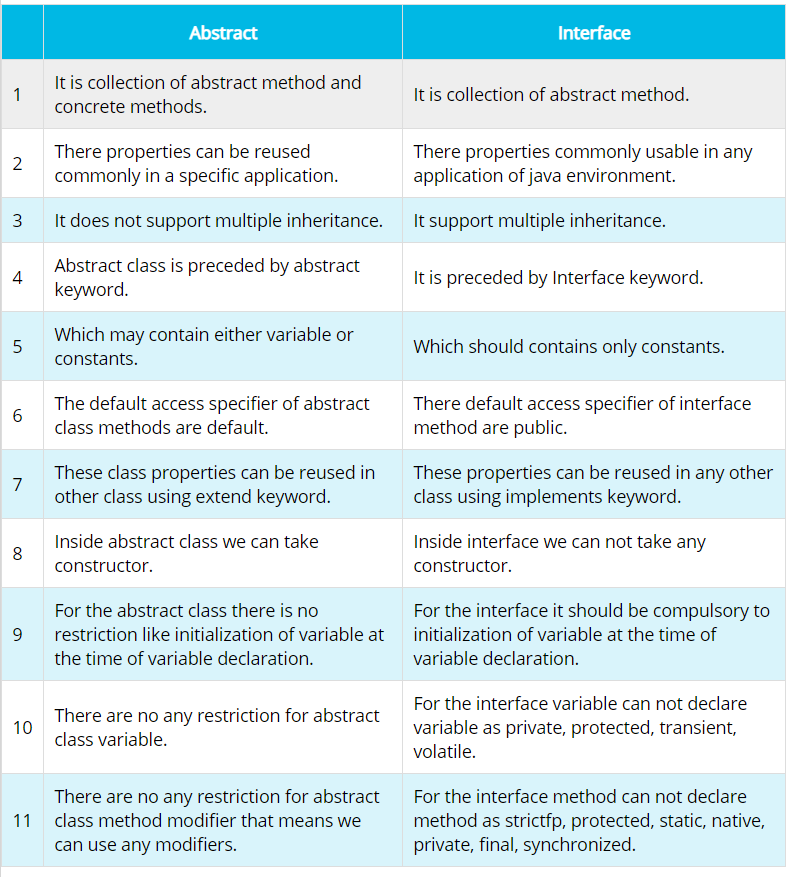 Abstract
Interface
1
It is collection of abstract method and
concrete methods.
It is collection of abstract method.
2
There properties can be reused
commonly in a specific application.
There properties commonly usable in any
application of java environment.
3
It does not support multiple inheritance.
It support multiple inheritance.
4
Abstract class is preceded by abstract
keyword.
It is preceded by Interface keyword.
5
Which may contain either variable or
constants.
Which should contains only constants.
6
The default access specifier of abstract
class methods are default.
There default access specifier of interface
method are public.
7
These class properties can be reused in
other class using extend keyword.
These properties can be reused in any other
class using implements keyword.
8
Inside abstract class we can take
constructor.
Inside interface we can not take any
constructor.
9
For the abstract class there is no
restriction like initialization of variable at
the time of variable declaration.
For the interface it should be compulsory to
initialization of variable at the time of
variable declaration.
10
There are no any restriction for abstract
class variable.
For the interface variable can not declare
variable as private, protected, transient,
volatile.
11
There are no any restriction for abstract
class method modifier that means we
can use any modifiers.
For the interface method can not declare
method as strictfp, protected, static, native,
private, final, synchronized.